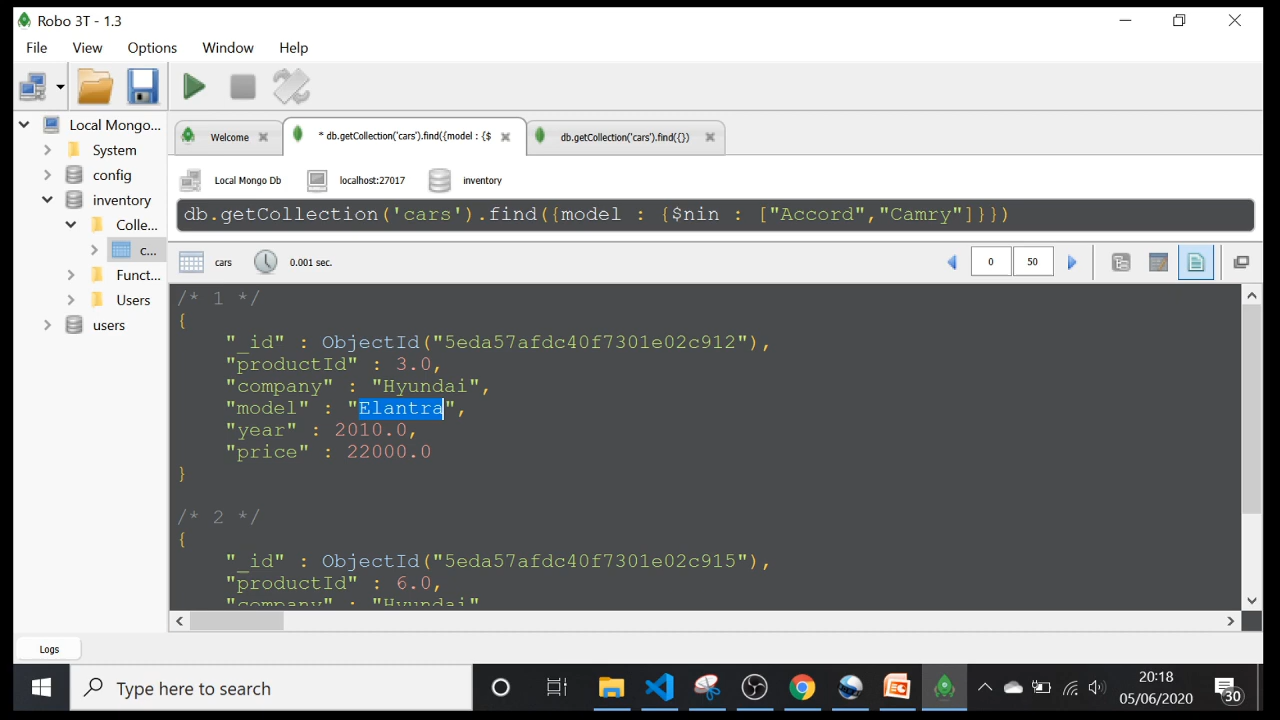 Robo 3T - 1.3
File View Options Window Help
Local Mongo...
System
config
inventory
Colle...
c...
Funct...
Users
users
Welcome
* db.getCollection('cars').find({model : {$
db.getCollection('cars').find({})
Local Mongo Db localhost:27017 inventory
db.getCollection('cars').find({model : {$nin : ["Accord","Camry"]}})
cars 0.001 sec. 0 50
/* 1 */
{
"_id" : ObjectId("5eda57afdc40f7301e02c912"),
"productId" : 3.0,
"company" : "Hyundai",
"model" : "Elantra",
"year" : 2010.0,
"price" : 22000.0
}
/* 2 */
{
"_id" : ObjectId("5eda57afdc40f7301e02c915"),
"productId" : 6.0,
"company" : "Hyundai"
Logs
Type here to search
20:18
05/06/2020
30